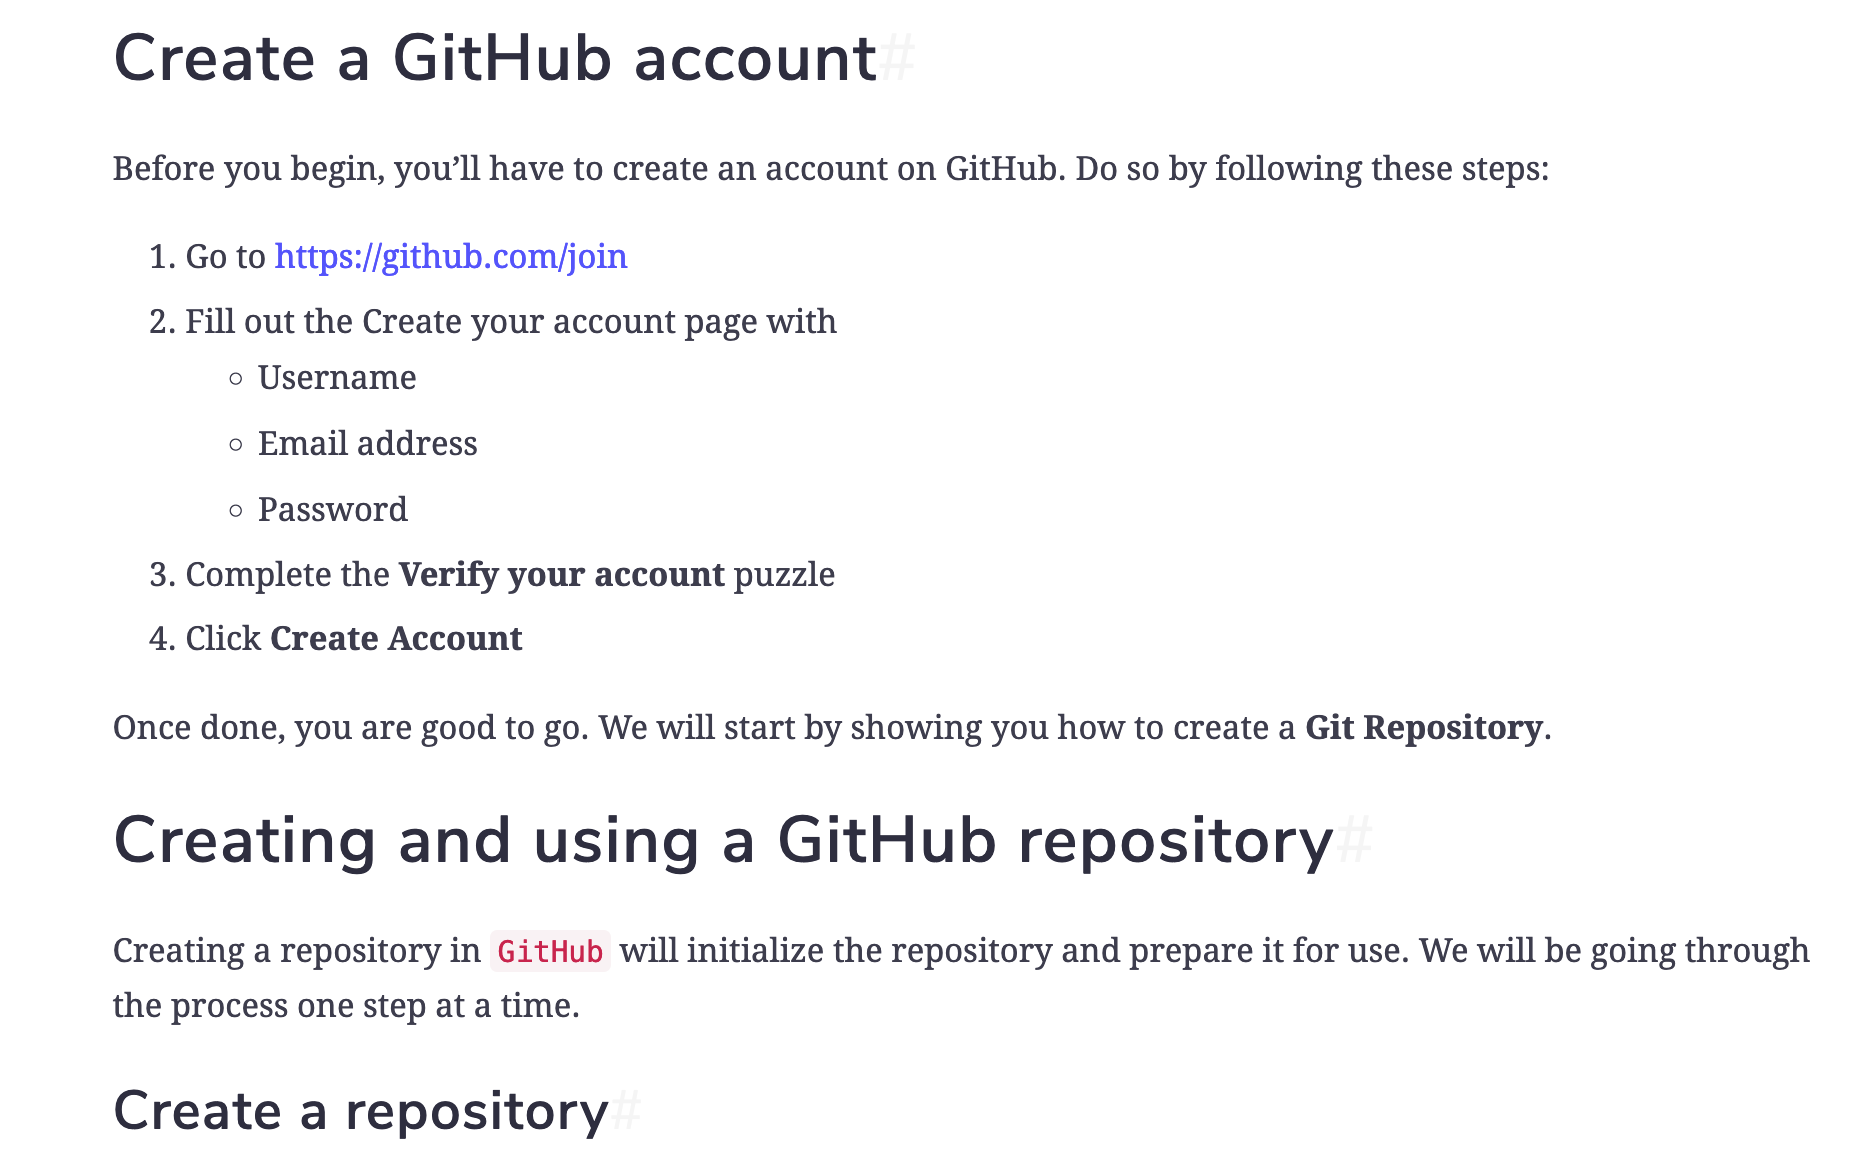 Create a GitHub account#
Before you begin, you’ll have to create an account on GitHub. Do so by following these steps:
1. Go to https://github.com/join
2. Fill out the Create your account page with
◦ Username
◦ Email address
◦ Password
3. Complete the Verify your account puzzle
4. Click Create Account
Once done, you are good to go. We will start by showing you how to create a Git Repository.
Creating and using a GitHub repository#
Creating a repository in GitHub will initialize the repository and prepare it for use. We will be going through
the process one step at a time.
Create a repository#